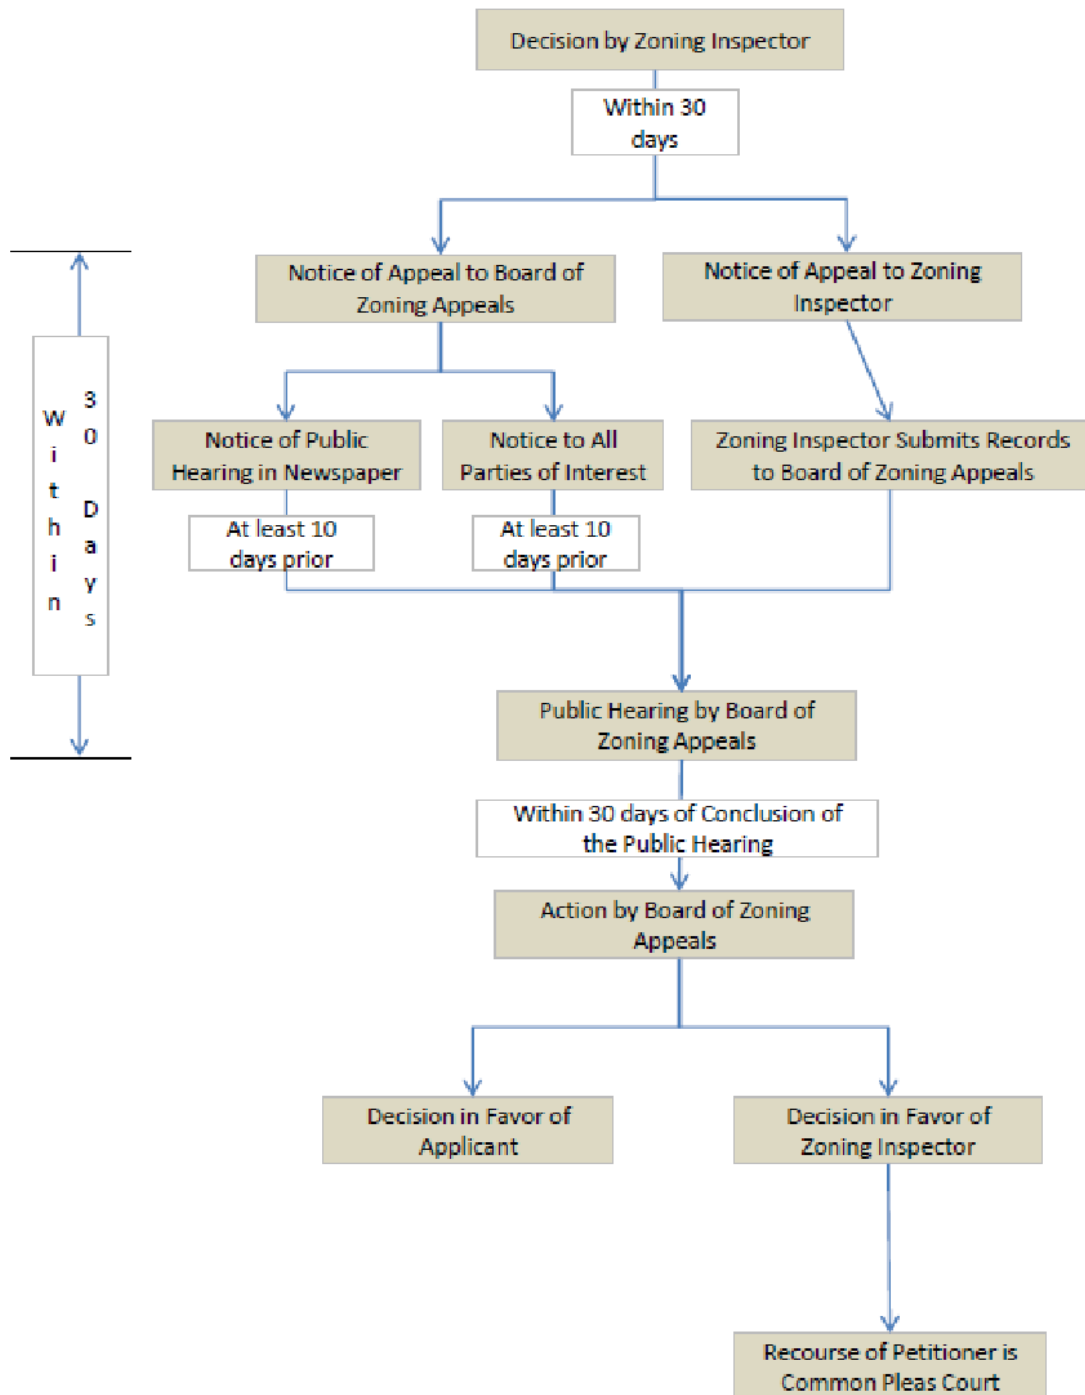 Decision by Zoning Inspector
Within 30
days
Notice of Appeal to Board of
Zoning Appeals
Notice of Appeal to Zoning
Inspector
Within
30 Days
Notice of Public
Hearing in Newspaper
Notice to All
Parties of Interest
Zoning Inspector Submits Records
to Board of Zoning Appeals
At least 10
days prior
At least 10
days prior
Public Hearing by Board of
Zoning Appeals
Within 30 days of Conclusion of
the Public Hearing
Action by Board of Zoning
Appeals
Decision in Favor of
Applicant
Decision in Favor of
Zoning Inspector
Recourse of Petitioner is
Common Pleas Court